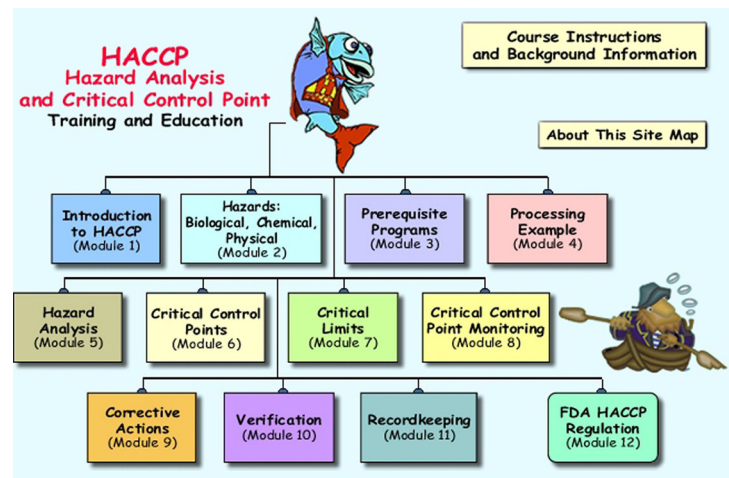 HACCP
Hazard Analysis
and Critical Control Point
Training and Education
Course Instructions
and Background Information
About This Site Map
Introduction
to HACCP
(Module 1)
Hazards:
Biological, Chemical,
Physical
(Module 2)
Prerequisite
Programs
(Module 3)
Processing
Example
(Module 4)
Hazard
Analysis
(Module 5)
Critical Control
Points
(Module 6)
Critical
Limits
(Module 7)
Critical Control
Point Monitoring
(Module 8)
Corrective
Actions
(Module 9)
Verification
(Module 10)
Recordkeeping
(Module 11)
FDA HACCP
Regulation
(Module 12)